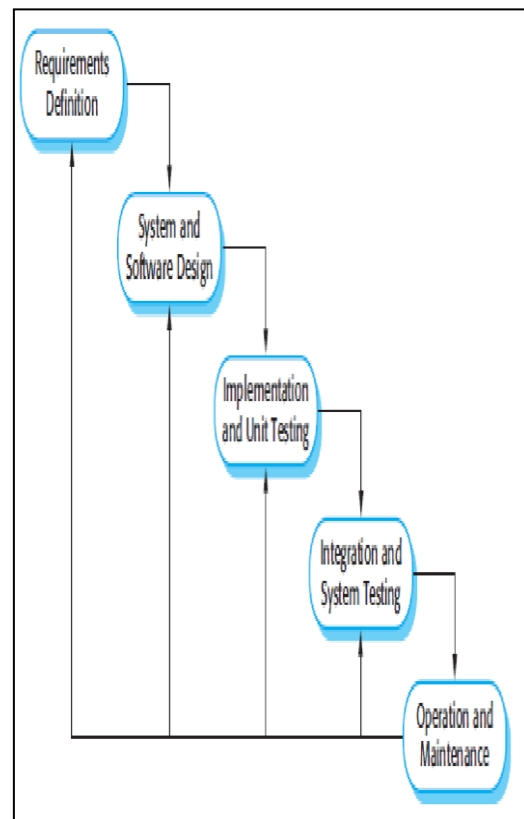 Requirements
Definition
System and
Software Design
Implementation
and Unit Testing
Integration and
System Testing
Operation and
Maintenance